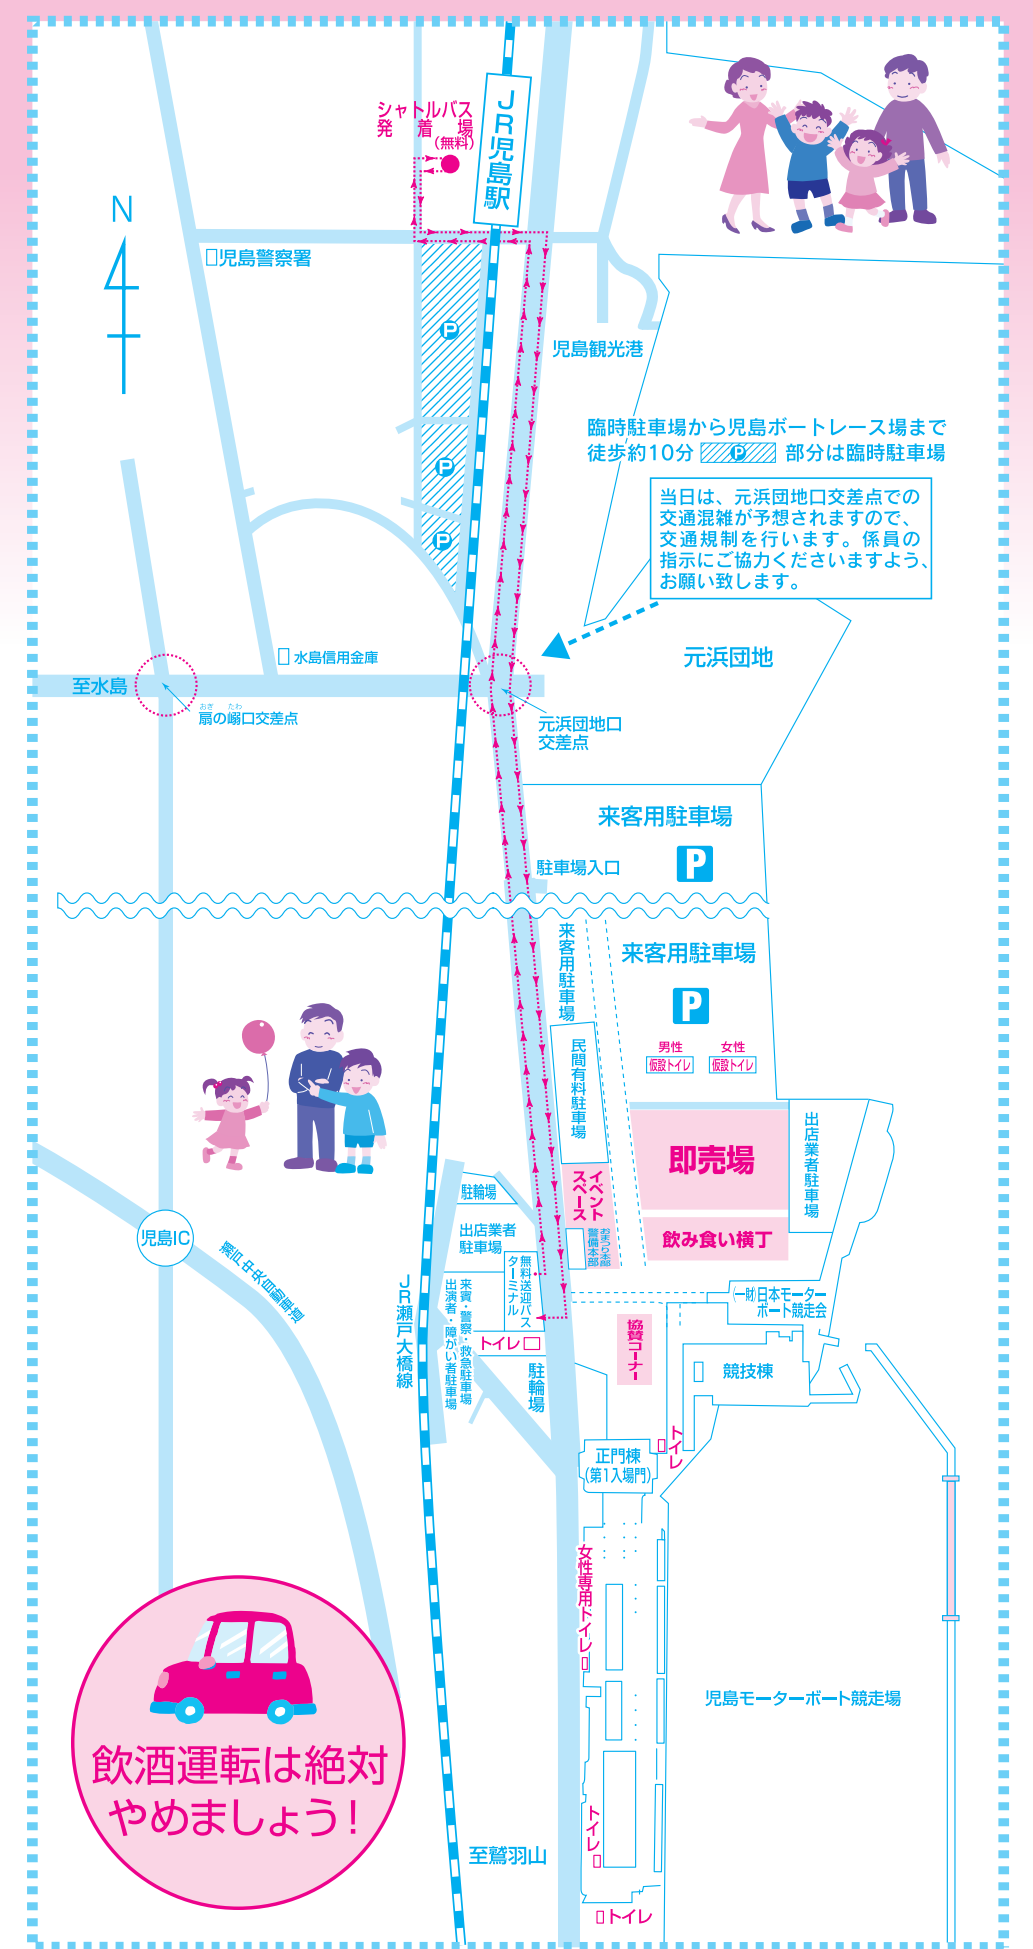 シャトルバス
発着場
(無料)
JR児島駅
N
児島警察署
P
児島観光港
臨時駐車場から児島ボートレース場まで
徒歩約10分 P 部分は臨時駐車場
P
P
当日は、元浜団地口交差点での
交通混雑が予想されますので、
交通規制を行います。係員の
指示にご協力くださいますよう、
お願い致します。
水島信用金庫
元浜団地
至水島
おぎ たわ
扇の嵶口交差点
元浜団地口
交差点
来客用駐車場
P
駐車場入口
来客用駐車場
来客用駐車場
P
男性
仮設トイレ
女性
仮設トイレ
民間有料駐車場
即売場
出店業者駐車場
飲み食い横丁
イベント
スペース
おまつり本部
警備本部
駐輪場
出店業者
駐車場
児島IC
瀬戸中央自動車道
無料送迎バス
ターミナル
来賓・警察・救急駐車場
出演者・障がい者駐車場
JR瀬戸大橋線
トイレ
駐輪場
(一財)日本モーター
ボート競走会
協賛コーナー
競技棟
トイレ
正門棟
(第1入場門)
女性専用トイレ
児島モーターボート競走場
飲酒運転は絶対
やめましょう!
トイレ
至鷲羽山
トイレ